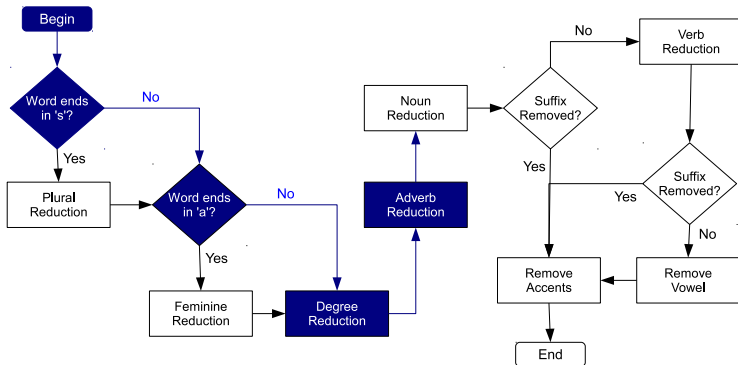 Begin
Word ends
in 's'?
No
Yes
Plural
Reduction
Word ends
in 'a'?
No
Yes
Feminine
Reduction
Degree
Reduction
Adverb
Reduction
Noun
Reduction
Suffix
Removed?
No
Yes
Verb
Reduction
Suffix
Removed?
Yes
No
Remove
Vowel
Remove
Accents
End